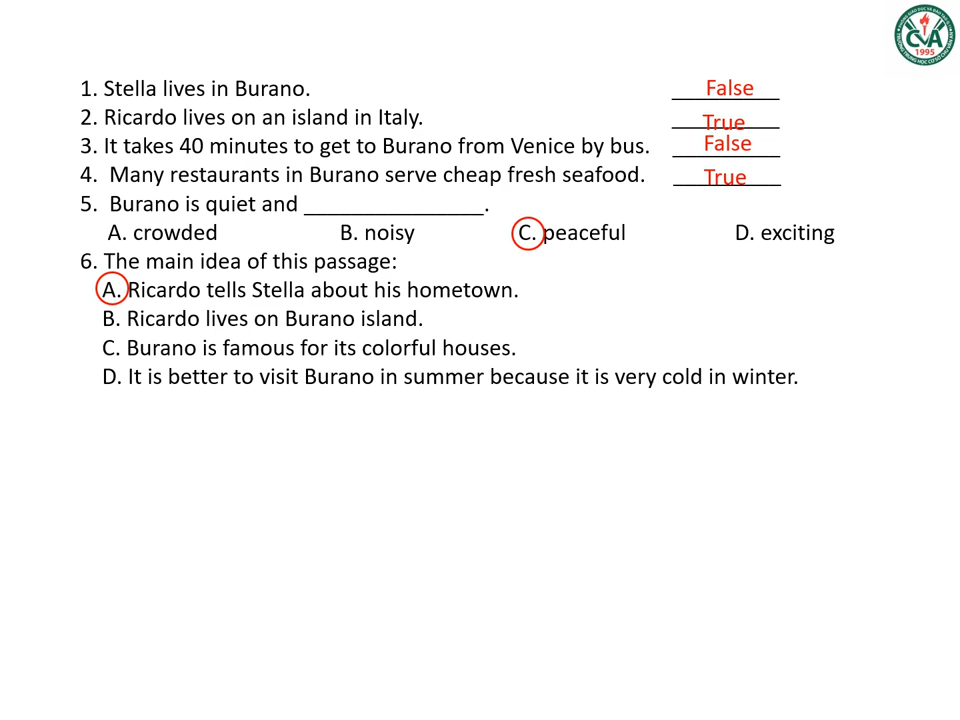 CVA
1995
1. Stella lives in Burano. False
2. Ricardo lives on an island in Italy. True
3. It takes 40 minutes to get to Burano from Venice by bus. False
4. Many restaurants in Burano serve cheap fresh seafood. True
5. Burano is quiet and _______________.
A. crowded B. noisy C. peaceful D. exciting
6. The main idea of this passage:
A. Ricardo tells Stella about his hometown.
B. Ricardo lives on Burano island.
C. Burano is famous for its colorful houses.
D. It is better to visit Burano in summer because it is very cold in winter.